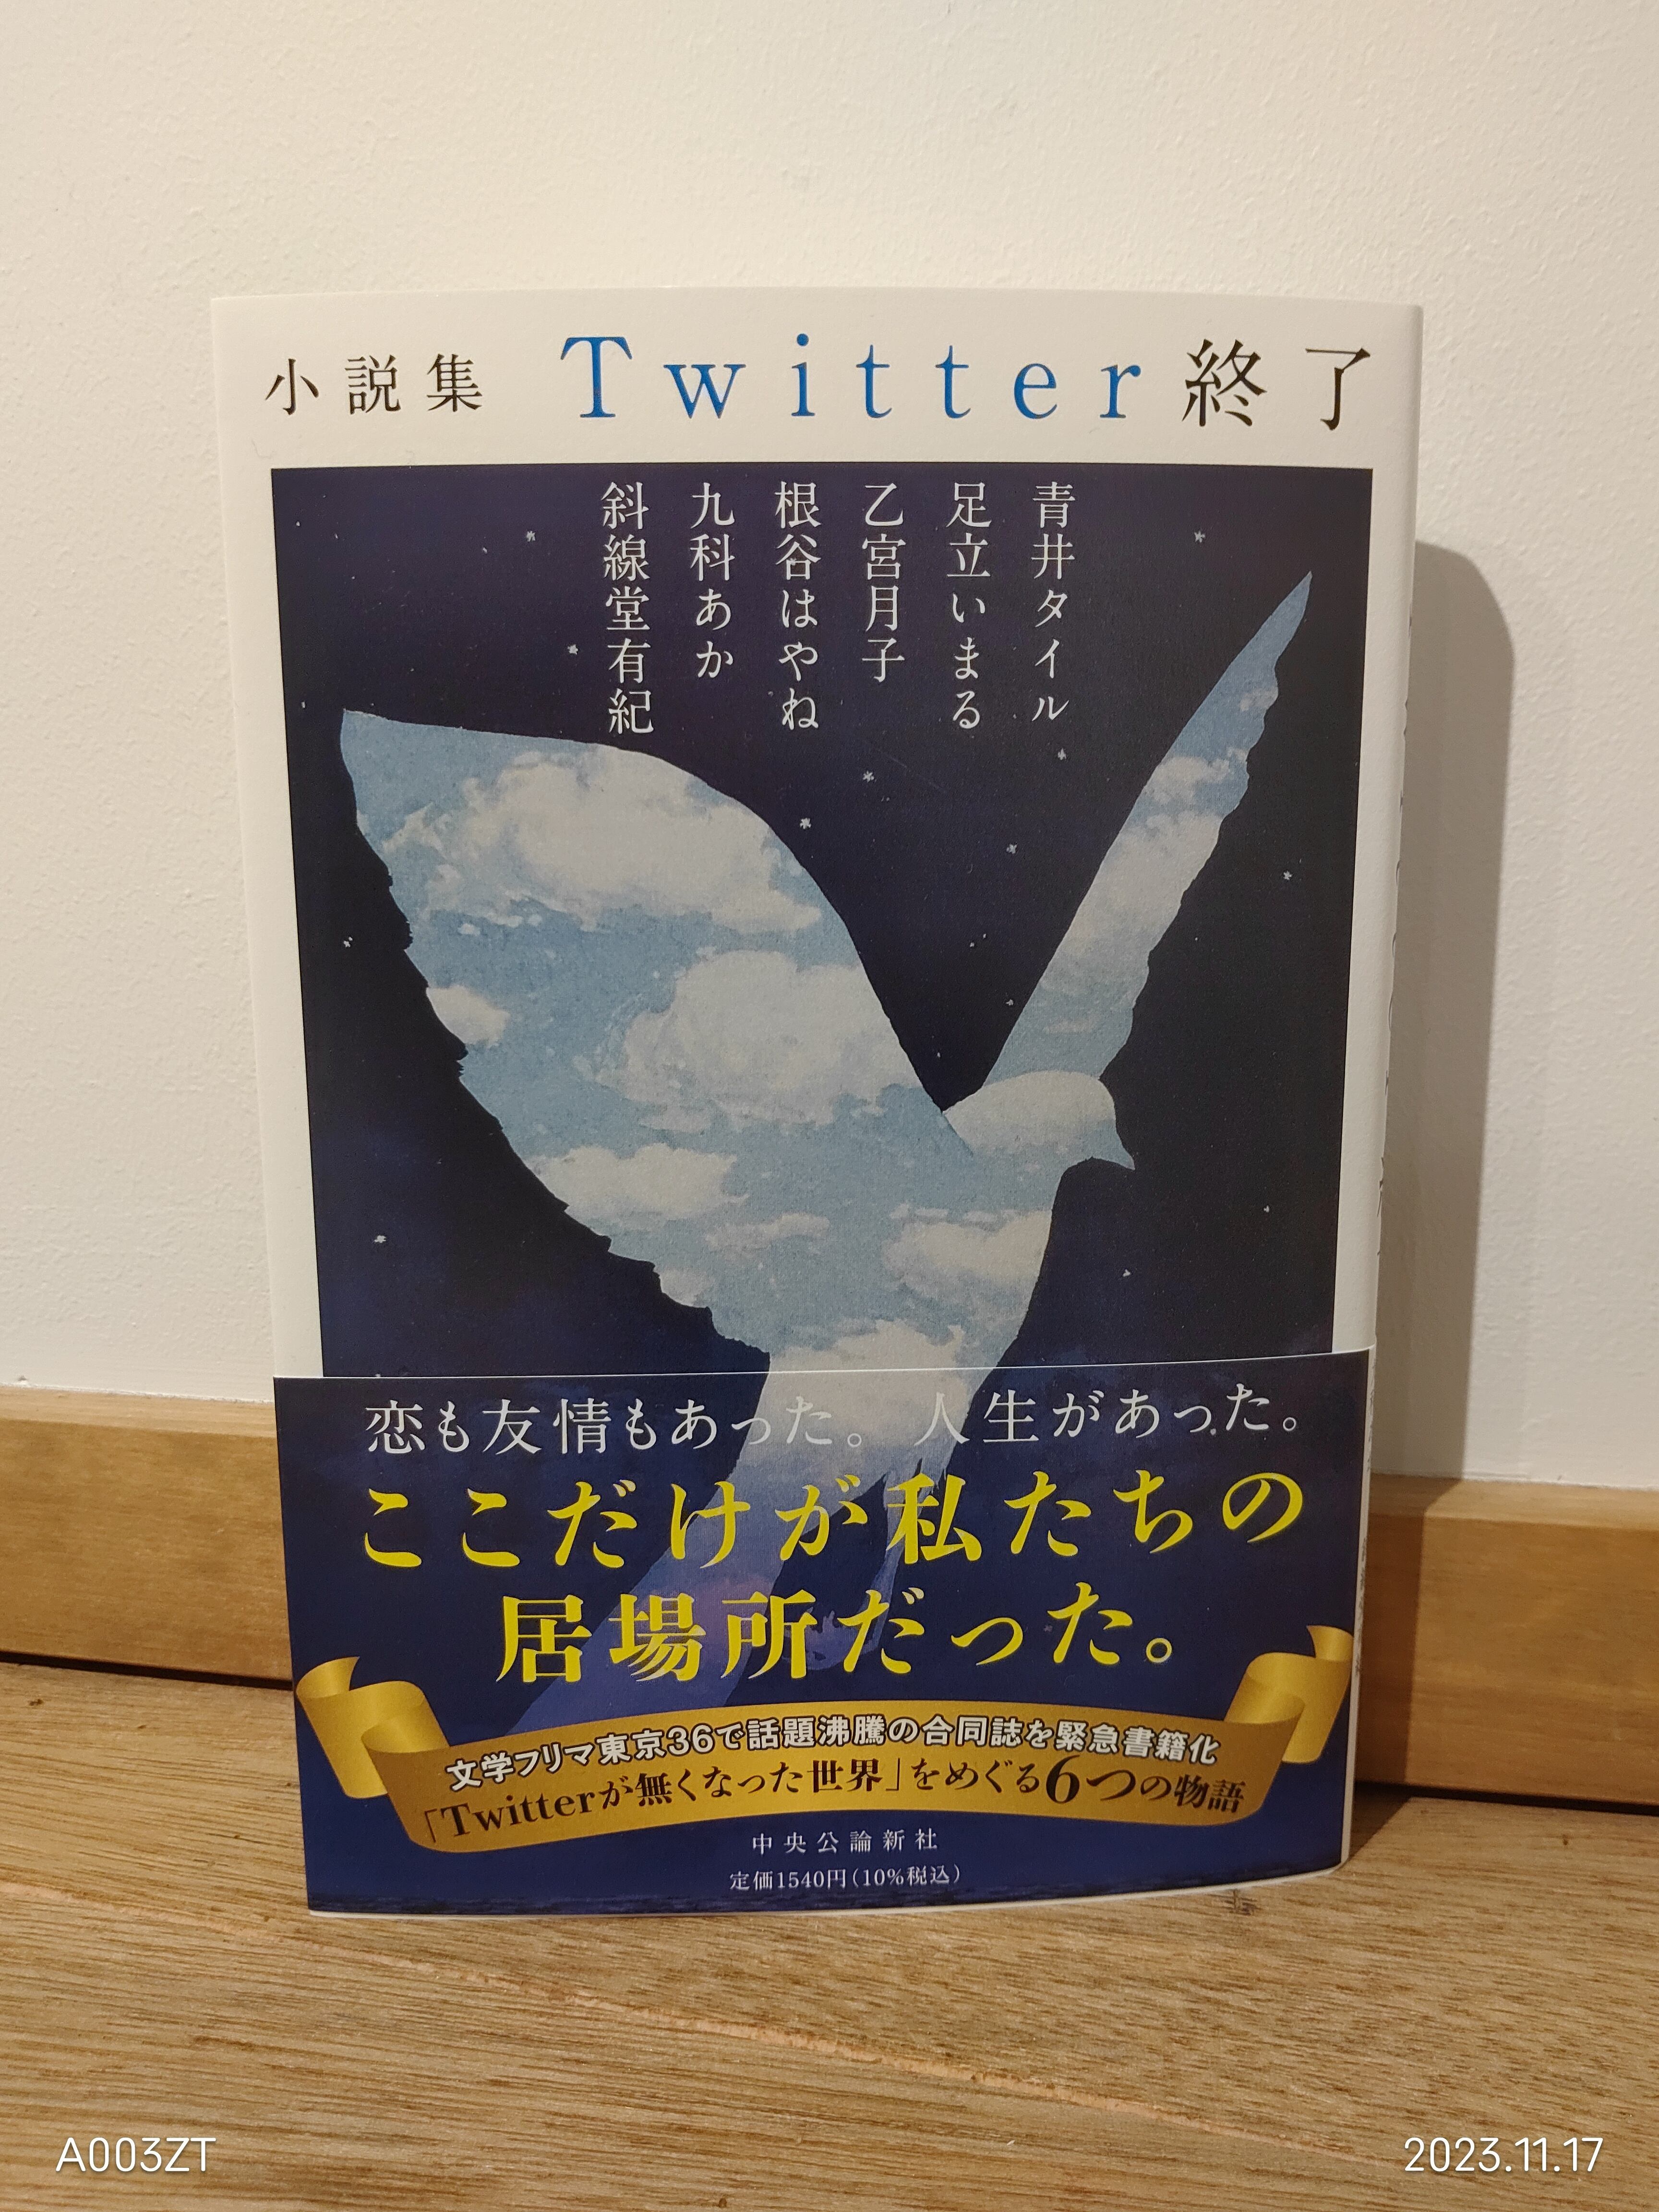 小説集 Twitter終了
青井タイル
足立いまる
乙宮月子
根谷はやね
九科あか
斜線堂有紀
恋も友情もあった。人生があった。
ここだけが私たちの
居場所だった。
文学フリマ東京36で話題沸騰の合同誌を緊急書籍化
「Twitterが無くなった世界」をめぐる6つの物語
中央公論新社
定価1540円(10%税込)
A003ZT
2023.11.17